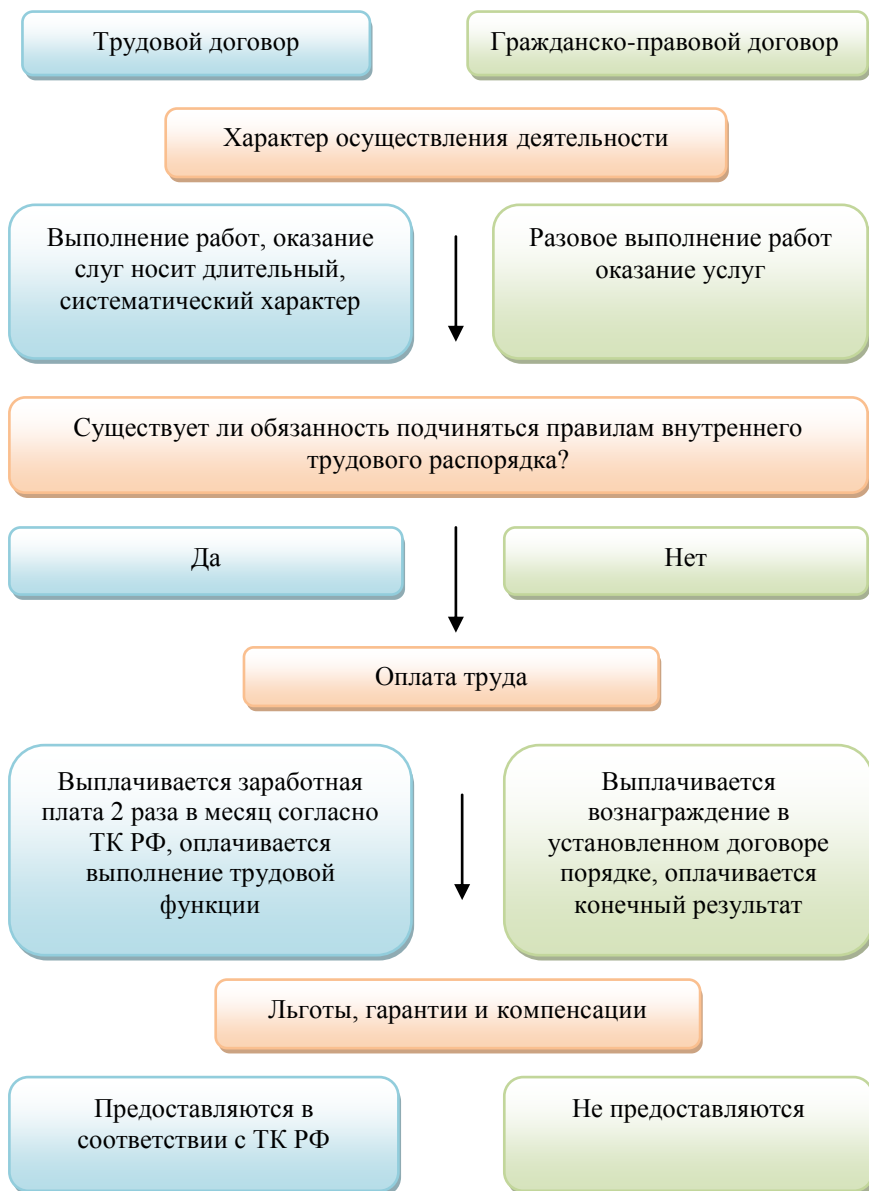 Трудовой договор
Гражданско-правовой договор
Характер осуществления деятельности
Выполнение работ, оказание
слуг носит длительный,
систематический характер
Разовое выполнение работ
оказание услуг
Существует ли обязанность подчиняться правилам внутреннего
трудового распорядка?
Да
Нет
Оплата труда
Выплачивается заработная
плата 2 раза в месяц согласно
ТК РФ, оплачивается
выполнение трудовой
функции
Выплачивается
вознаграждение в
установленном договоре
порядке, оплачивается
конечный результат
Льготы, гарантии и компенсации
Предоставляются в
соответствии с ТК РФ
Не предоставляются